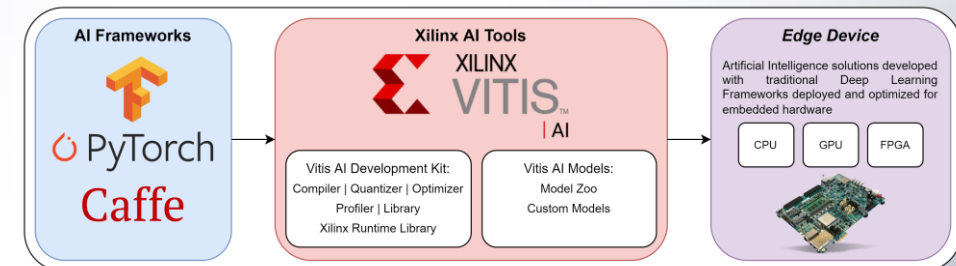 AI Frameworks
PyTorch
Caffe
Xilinx AI Tools
XILINX
VITIS™
| AI
Vitis AI Development Kit:
Compiler | Quantizer | Optimizer
Profiler | Library
Xilinx Runtime Library
Vitis AI Models:
Model Zoo
Custom Models
Edge Device
Artificial Intelligence solutions developed
with traditional Deep Learning
Frameworks deployed and optimized for
embedded hardware
CPU
GPU
FPGA